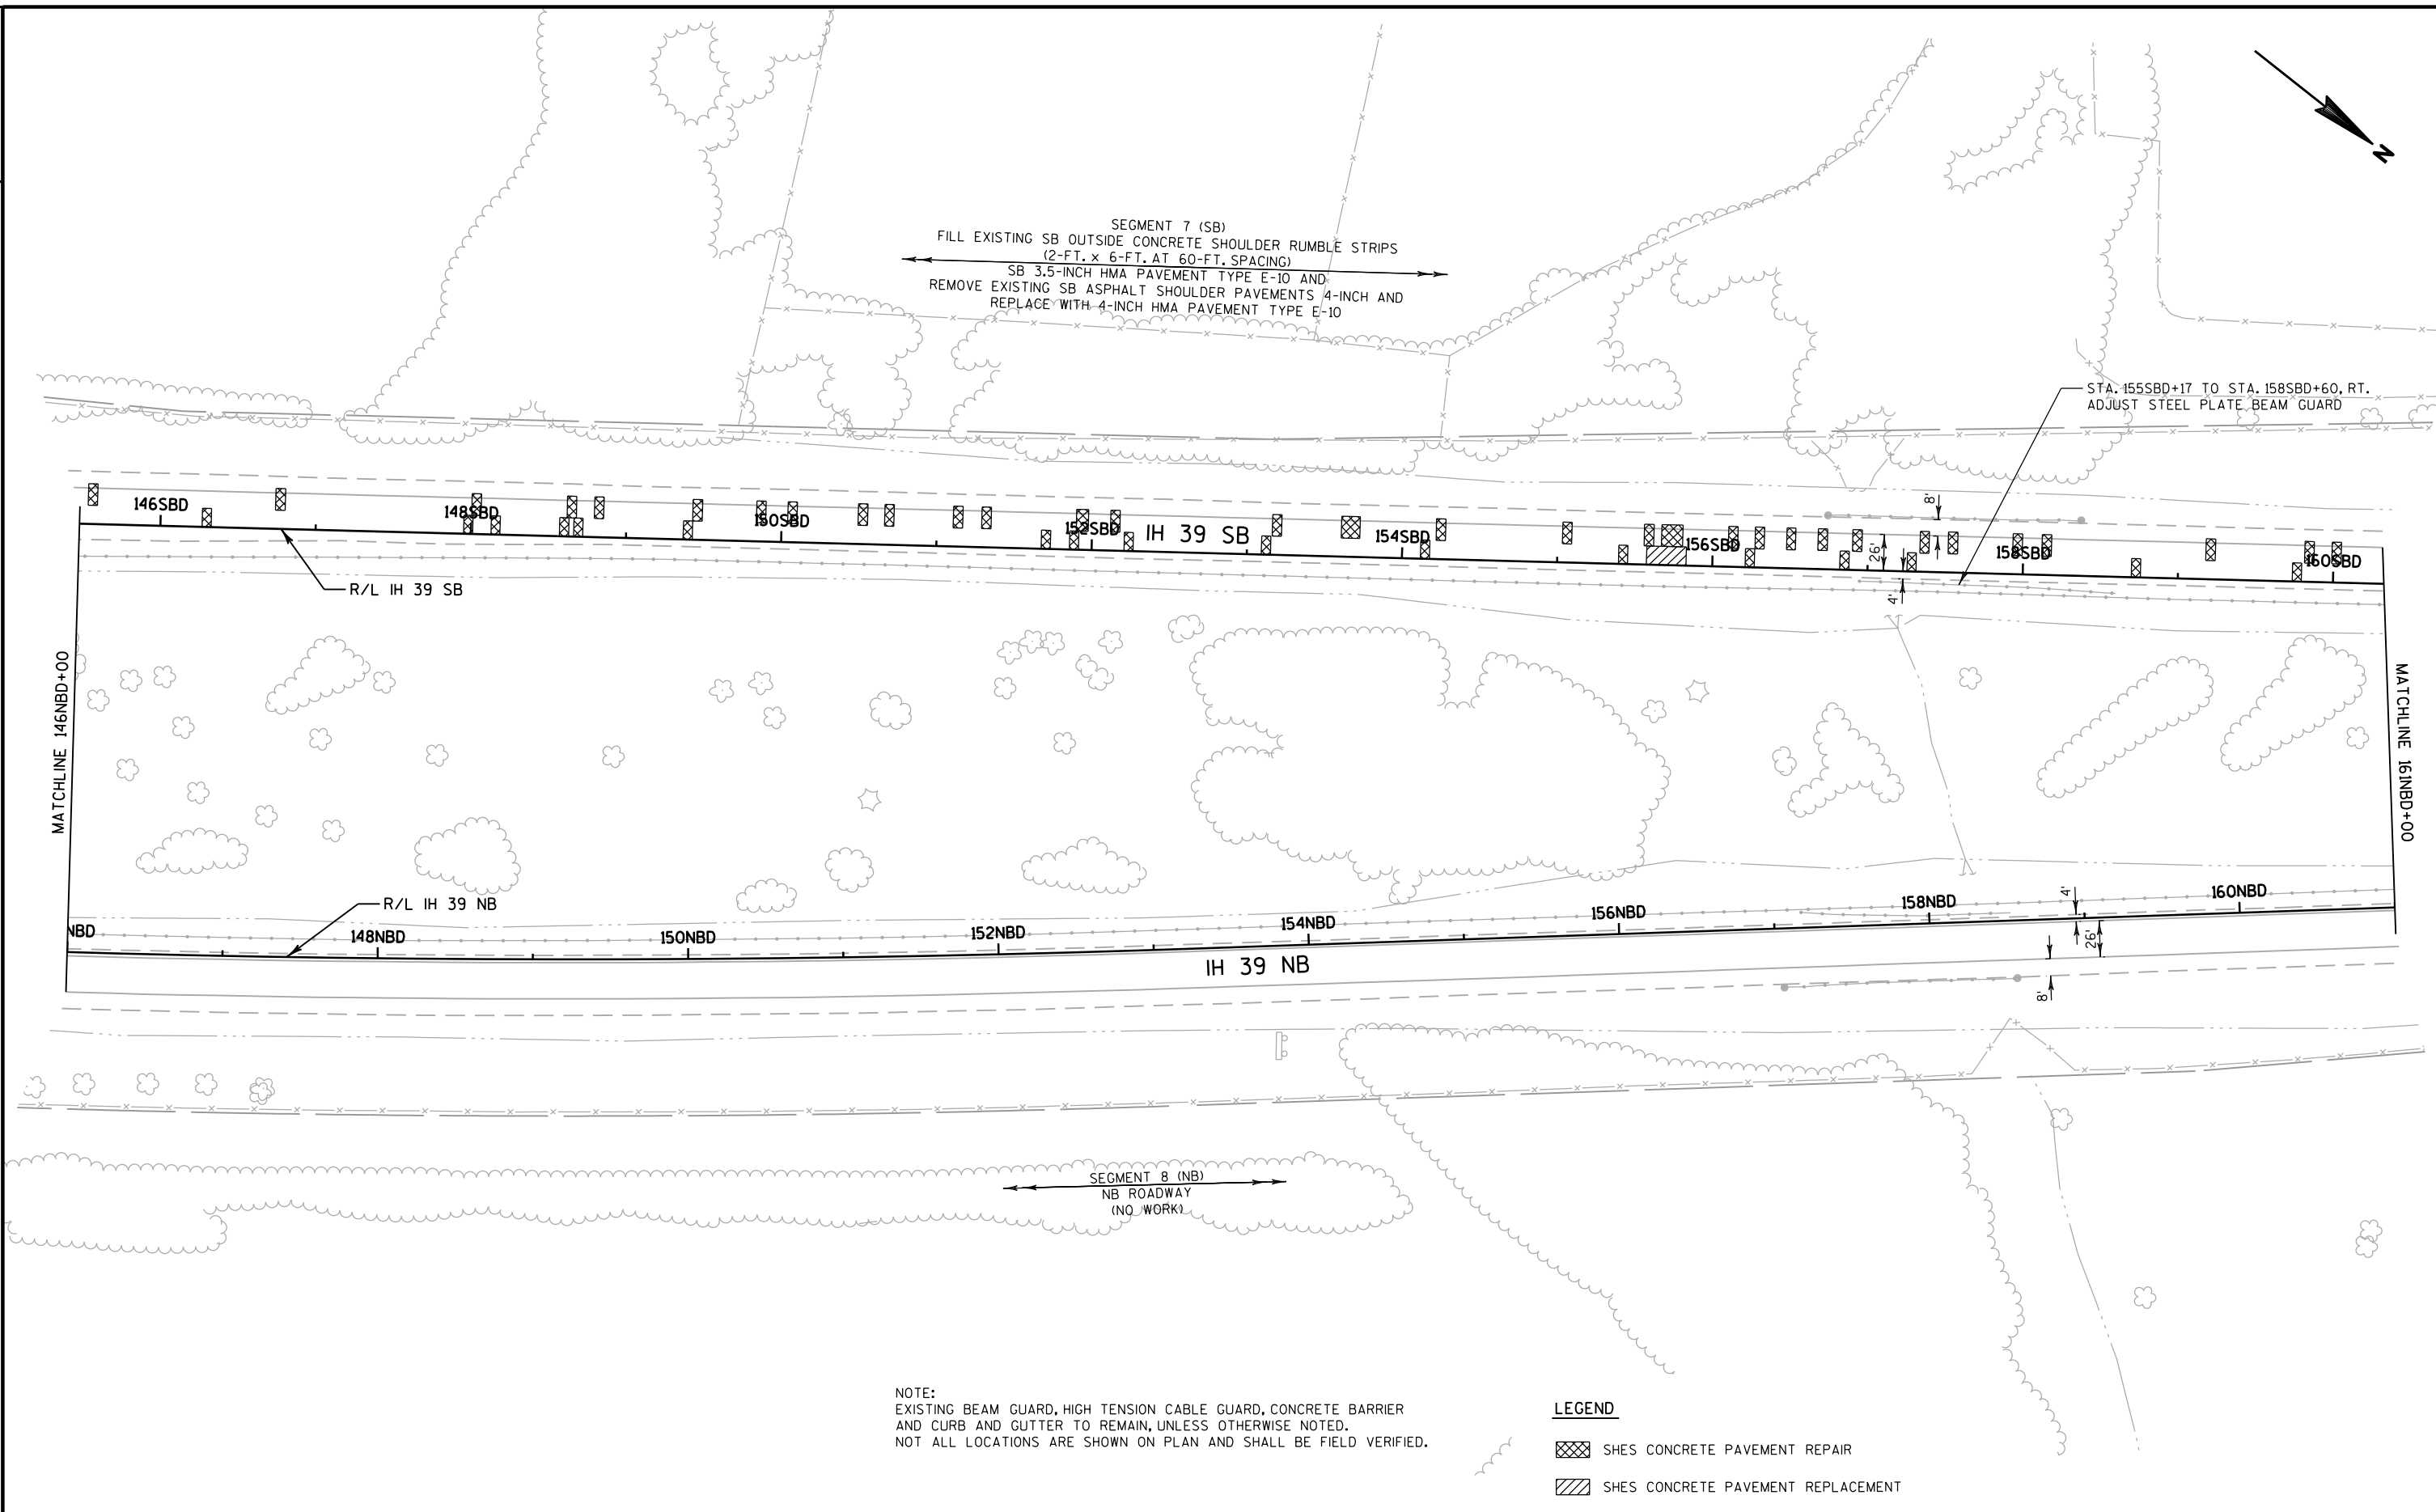 N
SEGMENT 7 (SB)
FILL EXISTING SB OUTSIDE CONCRETE SHOULDER RUMBLE STRIPS
(2-FT. x 6-FT. AT 60-FT. SPACING)
SB 3.5-INCH HMA PAVEMENT TYPE E-10 AND
REMOVE EXISTING SB ASPHALT SHOULDER PAVEMENTS 4-INCH AND
REPLACE WITH 4-INCH HMA PAVEMENT TYPE E-10
STA. 155SBD+17 TO STA. 158SBD+60, RT.
ADJUST STEEL PLATE BEAM GUARD
146SBD
148SBD
150SBD
152SBD
IH 39 SB
154SBD
156SBD
158SBD
160SBD
8'
26'
4'
R/L IH 39 SB
MATCHLINE 146NBD+00
MATCHLINE 161NBD+00
R/L IH 39 NB
NBD
148NBD
150NBD
152NBD
154NBD
156NBD
158NBD
160NBD
4'
26'
8'
IH 39 NB
SEGMENT 8 (NB)
NB ROADWAY
(NO WORK)
NOTE:
EXISTING BEAM GUARD, HIGH TENSION CABLE GUARD, CONCRETE BARRIER
AND CURB AND GUTTER TO REMAIN, UNLESS OTHERWISE NOTED.
NOT ALL LOCATIONS ARE SHOWN ON PLAN AND SHALL BE FIELD VERIFIED.
LEGEND
SHES CONCRETE PAVEMENT REPAIR
SHES CONCRETE PAVEMENT REPLACEMENT